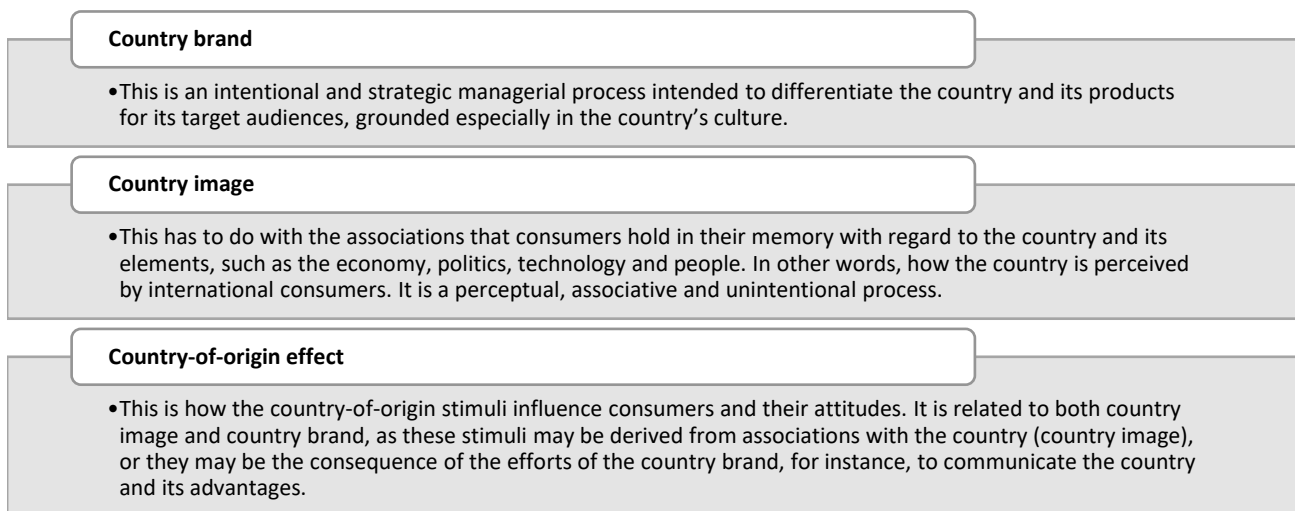 Country brand
•This is an intentional and strategic managerial process intended to differentiate the country and its products
for its target audiences, grounded especially in the country’s culture.
Country image
•This has to do with the associations that consumers hold in their memory with regard to the country and its
elements, such as the economy, politics, technology and people. In other words, how the country is perceived
by international consumers. It is a perceptual, associative and unintentional process.
Country-of-origin effect
•This is how the country-of-origin stimuli influence consumers and their attitudes. It is related to both country
image and country brand, as these stimuli may be derived from associations with the country (country image),
or they may be the consequence of the efforts of the country brand, for instance, to communicate the country
and its advantages.